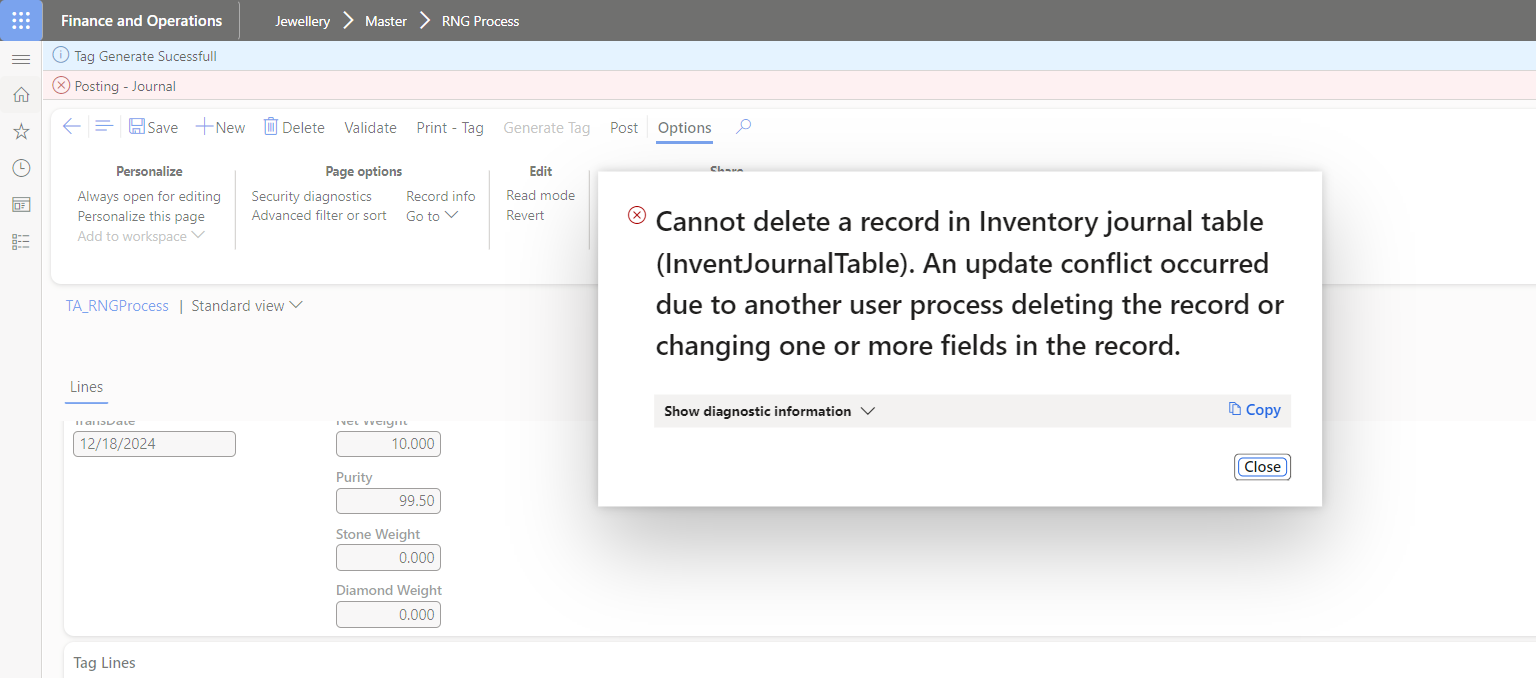 Finance and Operations
Jewellery
Master
RNG Process
Tag Generate Sucessfull
Posting - Journal
Save
New
Delete
Validate
Print - Tag
Generate Tag
Post
Options
Personalize
Always open for editing
Personalize this page
Add to workspace
Page options
Security diagnostics
Advanced filter or sort
Record info
Go to
Edit
Read mode
Revert
Share
Cannot delete a record in Inventory journal table
(InventJournalTable). An update conflict occurred
due to another user process deleting the record or
changing one or more fields in the record.
Show diagnostic information
Copy
Close
TA_RNGProcess | Standard view
Lines
TransDate
12/18/2024
Net Weight
10.000
Purity
99.50
Stone Weight
0.000
Diamond Weight
0.000
Tag Lines